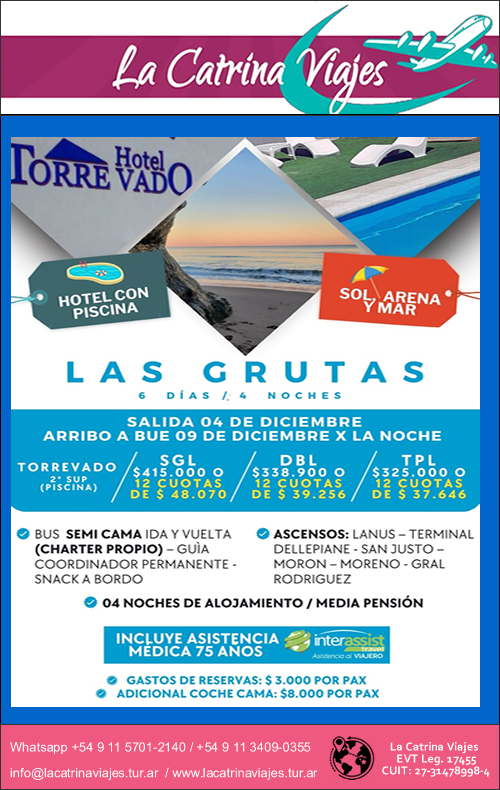 La Catrina Viajes
Hotel
TORREVADO
HOTEL CON
PISCINA
SOL, ARENA
Y MAR
LAS GRUTAS
6 DÍAS / 4 NOCHES
SALIDA 04 DE DICIEMBRE
ARRIBO A BUE 09 DE DICIEMBRE X LA NOCHE
TORREVADO
2* SUP
(PISCINA)
SGL
$415.000 O
12 CUOTAS
DE $ 48.070
DBL
$338.900 O
12 CUOTAS
DE $ 39.256
TPL
$325.000 O
12 CUOTAS
DE $ 37.646
BUS SEMI CAMA IDA Y VUELTA
(CHARTER PROPIO) – GUÌA
COORDINADOR PERMANENTE -
SNACK A BORDO
ASCENSOS: LANUS – TERMINAL
DELLEPIANE - SAN JUSTO –
MORON – MORENO - GRAL
RODRIGUEZ
04 NOCHES DE ALOJAMIENTO / MEDIA PENSIÓN
INCLUYE ASISTENCIA
MÉDICA 75 AÑOS
interassist
travel
Asistencia al VIAJERO
GASTOS DE RESERVAS: $ 3.000 POR PAX
ADICIONAL COCHE CAMA: $8.000 POR PAX
Whatsapp +54 9 11 5701-2140 / +54 9 11 3409-0355
info@lacatrinaviajes.tur.ar / www.lacatrinaviajes.tur.ar
La Catrina Viajes
EVT Leg. 17455
CUIT: 27-31478998-4